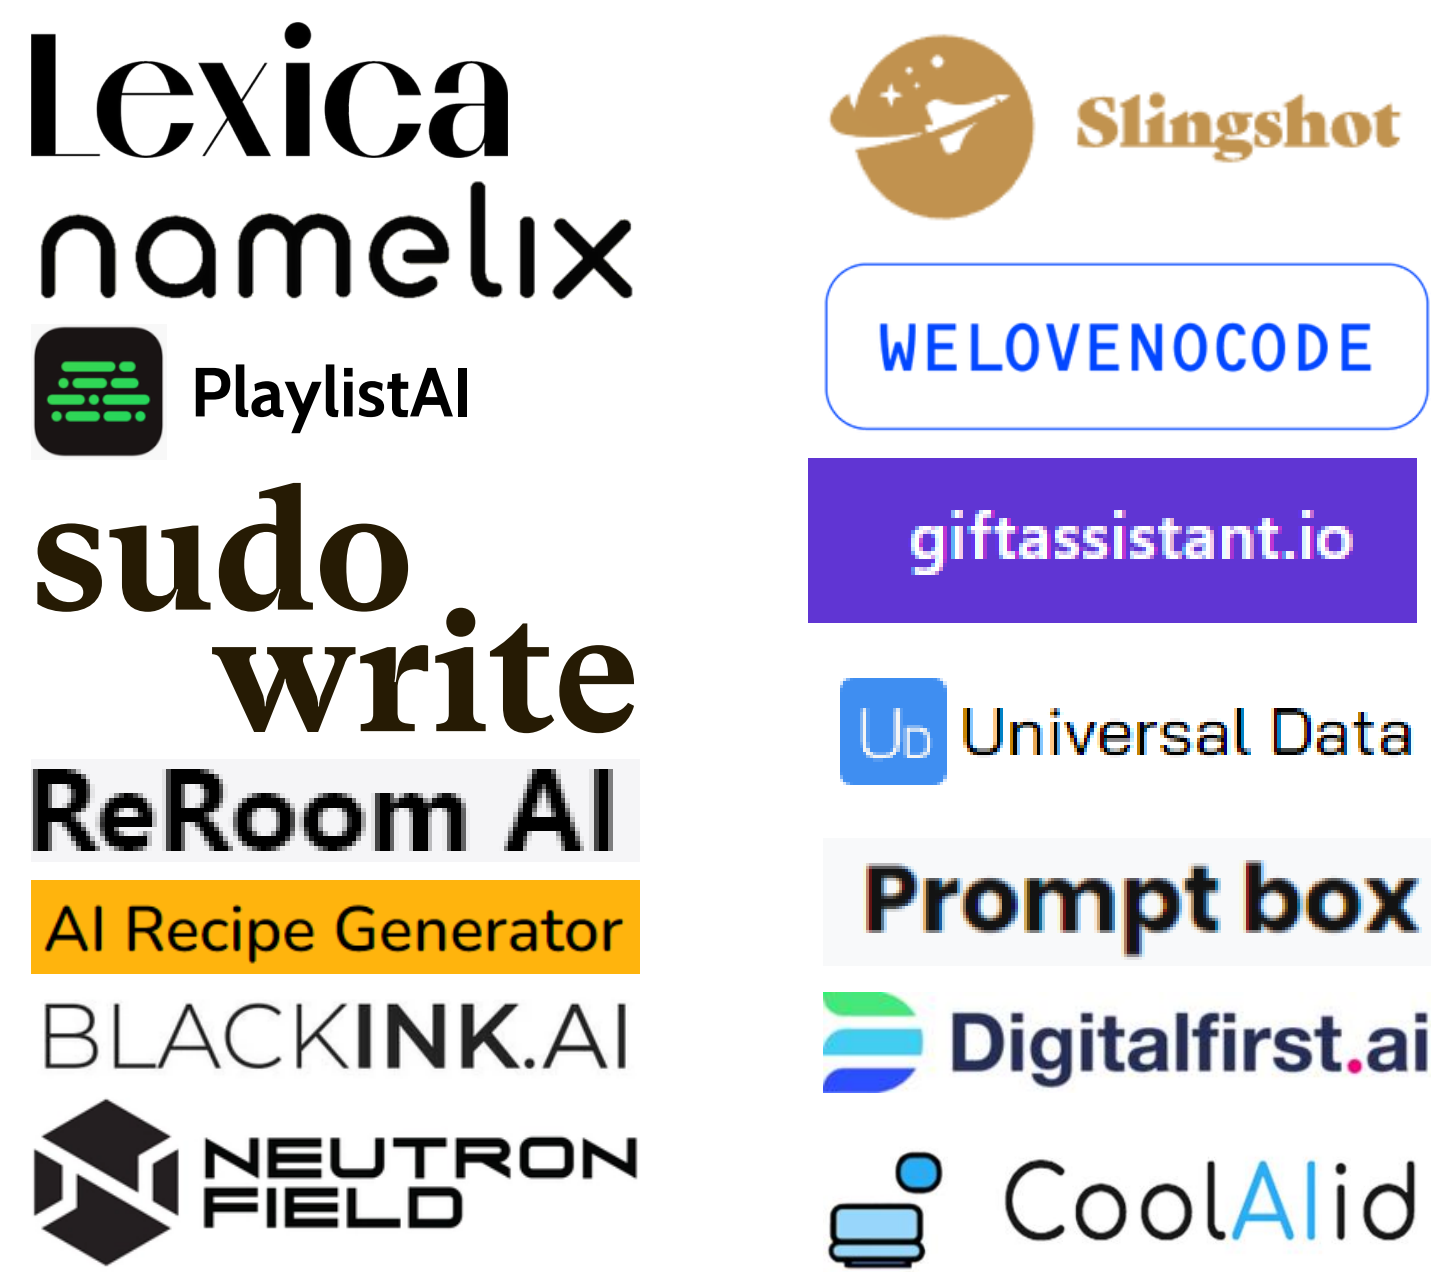 Lexica
namelix
PlaylistAI
sudo
write
ReRoom AI
AI Recipe Generator
BLACKINK.AI
NEUTRON
FIELD
Slingshot
WELOVENOCODE
giftassistant.io
UD Universal Data
Prompt box
Digitalfirst.ai
CoolAIid